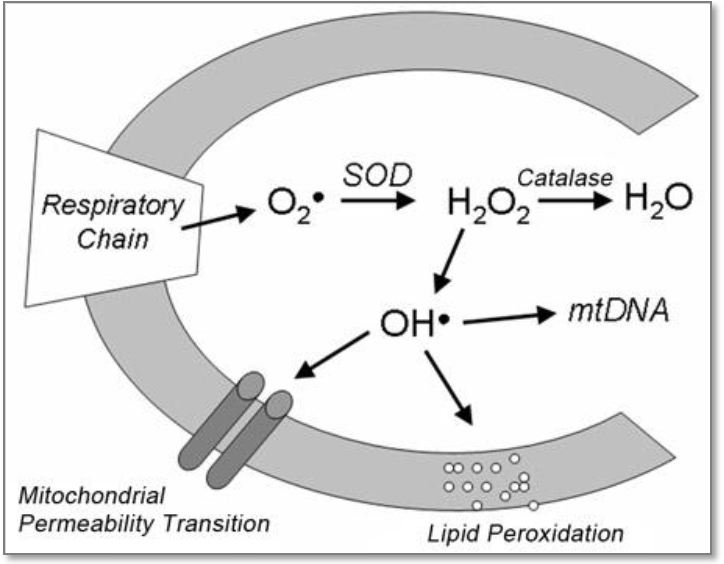 Respiratory
Chain
O₂•
SOD
H₂O₂
Catalase
H₂O
OH•
mtDNA
Mitochondrial
Permeability Transition
Lipid Peroxidation